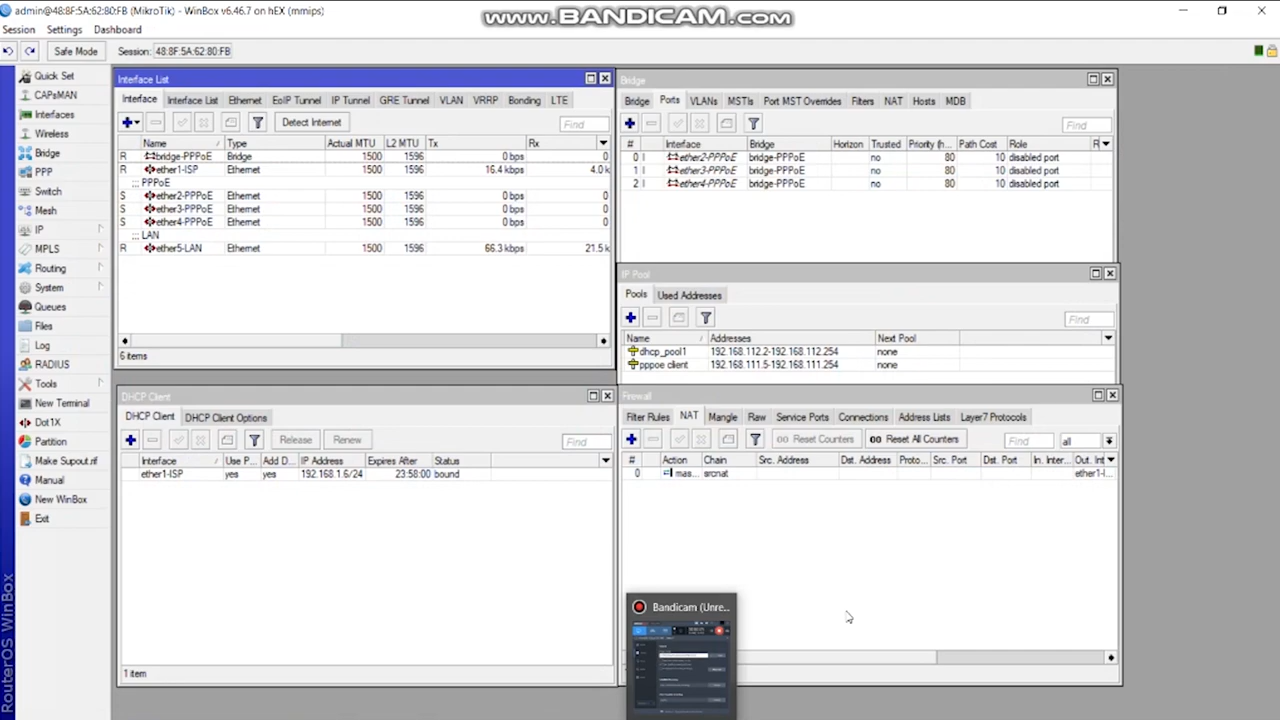 admin@48:8F:5A:62:80:FB (MikroTik) - WinBox v6.46.7 on hEX (mmips)
www.BANDICAM.com
Session Settings Dashboard
Safe Mode Session: 48:8F:5A:62:80:FB
Quick Set
CAPsMAN
Interfaces
Wireless
Bridge
PPP
Switch
Mesh
IP
MPLS
Routing
System
Queues
Files
Log
RADIUS
Tools
New Terminal
Dot1X
Partition
Make Supout.rif
Manual
New WinBox
Exit
RouterOS WinBox
Interface List
Interface Interface List Ethernet EoIP Tunnel IP Tunnel GRE Tunnel VLAN VRRP Bonding LTE
Detect Internet Find
Name Type Actual MTU L2 MTU Tx Rx
R bridge-PPPoE Bridge 1500 1596 0 bps 0
R ether1-ISP Ethernet 1500 1596 16.4 kbps 4.0 k
::: PPPoE
S ether2-PPPoE Ethernet 1500 1596 0 bps 0
S ether3-PPPoE Ethernet 1500 1596 0 bps 0
S ether4-PPPoE Ethernet 1500 1596 0 bps 0
::: LAN
R ether5-LAN Ethernet 1500 1596 66.3 kbps 21.5 k
6 items
Bridge
Bridge Ports VLANs MSTIs Port MST Overrides Filters NAT Hosts MDB
Find
# Interface Bridge Horizon Trusted Priority (h... Path Cost Role R
0 I ether2-PPPoE bridge-PPPoE no 80 10 disabled port
1 I ether3-PPPoE bridge-PPPoE no 80 10 disabled port
2 I ether4-PPPoE bridge-PPPoE no 80 10 disabled port
IP Pool
Pools Used Addresses
Find
Name Addresses Next Pool
dhcp_pool1 192.168.112.2-192.168.112.254 none
pppoe client 192.168.111.5-192.168.111.254 none
DHCP Client
DHCP Client DHCP Client Options
Release Renew Find
Interface Use P... Add D... IP Address Expires After Status
ether1-ISP yes yes 192.168.1.6/24 23:58:00 bound
1 item
Firewall
Filter Rules NAT Mangle Raw Service Ports Connections Address Lists Layer7 Protocols
00 Reset Counters 00 Reset All Counters Find all
# Action Chain Src. Address Dst. Address Proto... Src. Port Dst. Port In. Inter... Out. Int
0 mas... srcnat ether1-I...
Bandicam (Unre...